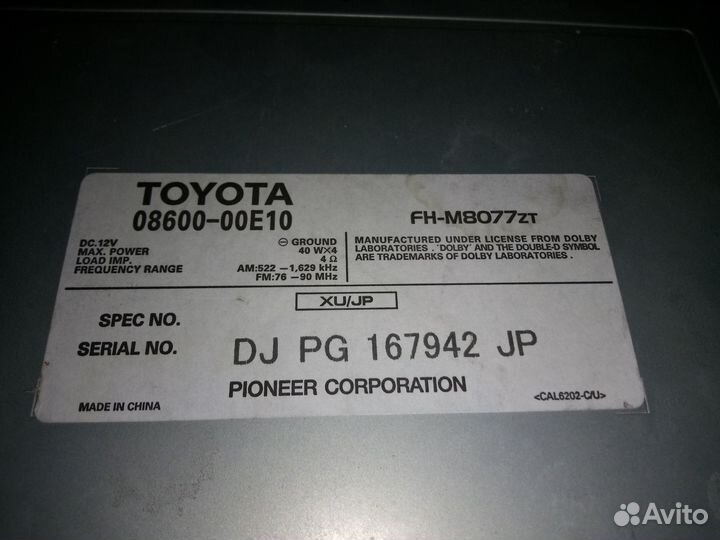 TOYOTA
08600-00E10
FH-M8077ZT
DC.12V ⊖ GROUND
MAX. POWER 40 W×4
LOAD IMP. 4 Ω
FREQUENCY RANGE AM:522 –1,629 kHz
FM:76 –90 MHz
MANUFACTURED UNDER LICENSE FROM DOLBY
LABORATORIES . "DOLBY" AND THE DOUBLE-D SYMBOL
ARE TRADEMARKS OF DOLBY LABORATORIES .
XU/JP
SPEC NO.
SERIAL NO. DJ PG 167942 JP
PIONEER CORPORATION
MADE IN CHINA <CAL6202-C/U>
Avito